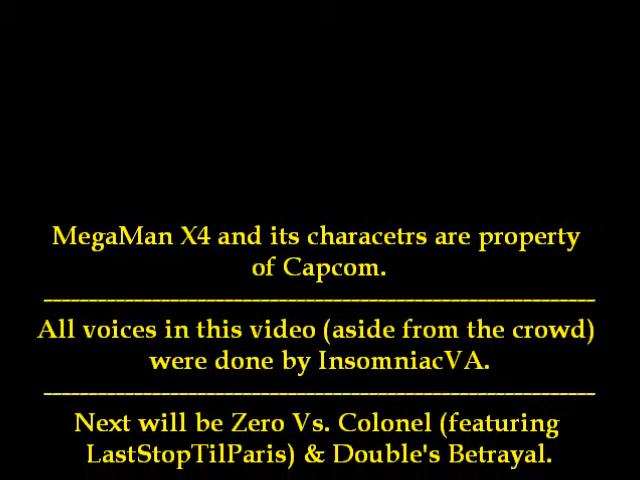 MegaMan X4 and its characetrs are property
of Capcom.
All voices in this video (aside from the crowd)
were done by InsomniacVA.
Next will be Zero Vs. Colonel (featuring
LastStopTilParis) & Double's Betrayal.